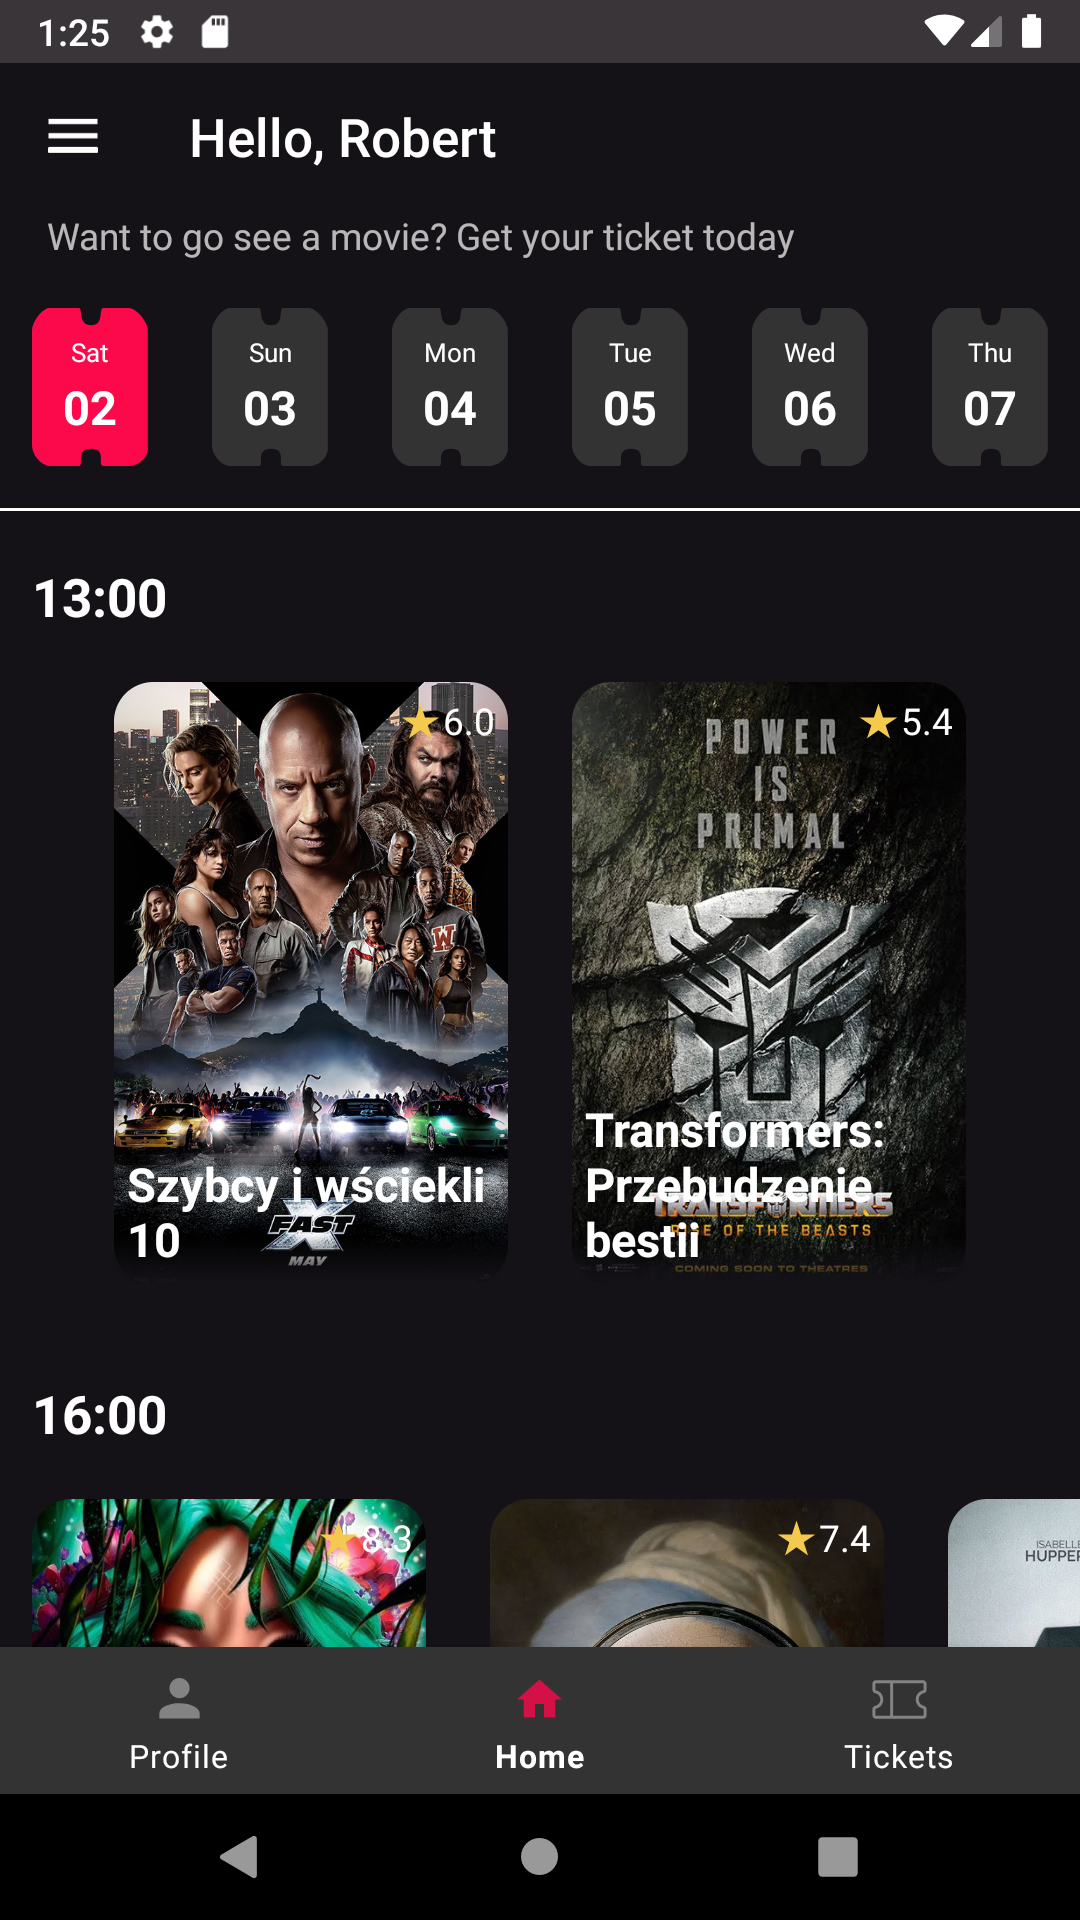 1:25
Hello, Robert
Want to go see a movie? Get your ticket today
Sat
02
Sun
03
Mon
04
Tue
05
Wed
06
Thu
07
13:00
6.0
W
Szybcy i wściekli
10
FAST
MAY
5.4
POWER
IS
PRIMAL
Transformers:
Przebudzenie
bestii
TRANSFORMERS
RISE OF THE BEASTS
COMING SOON TO THEATRES
16:00
8.3
7.4
ISABELLE
HUPPER
Profile
Home
Tickets